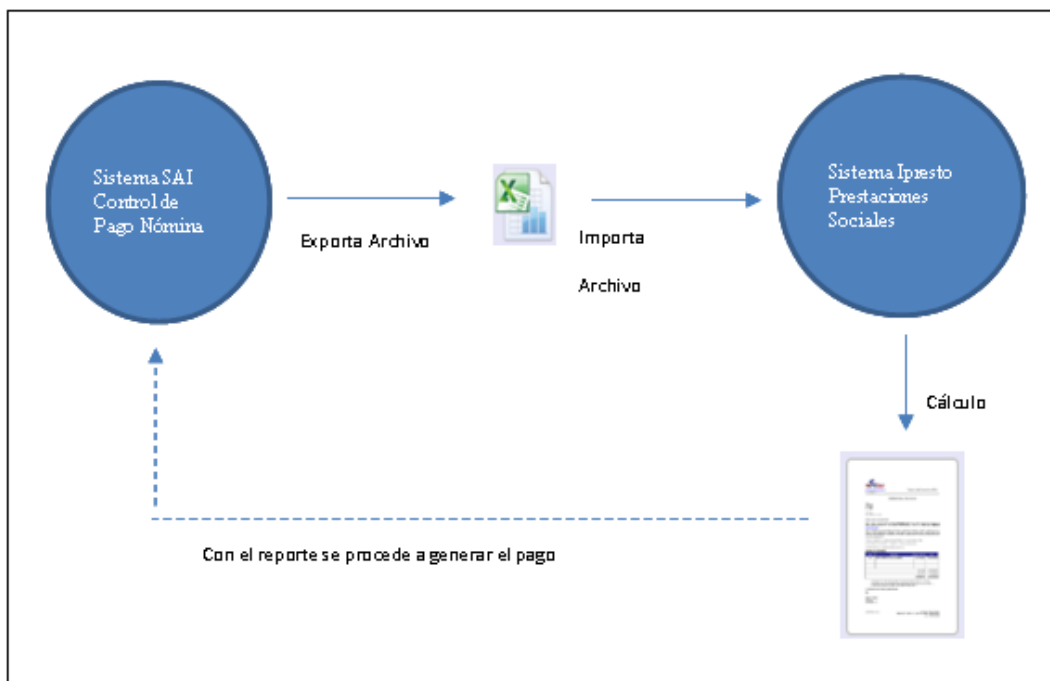 Sistema SAI
Control de
Pago Nómina
Exporta Archivo
Importa
Archivo
Sistema Ipresto
Prestaciones
Sociales
Cálculo
Con el reporte se procede a generar el pago